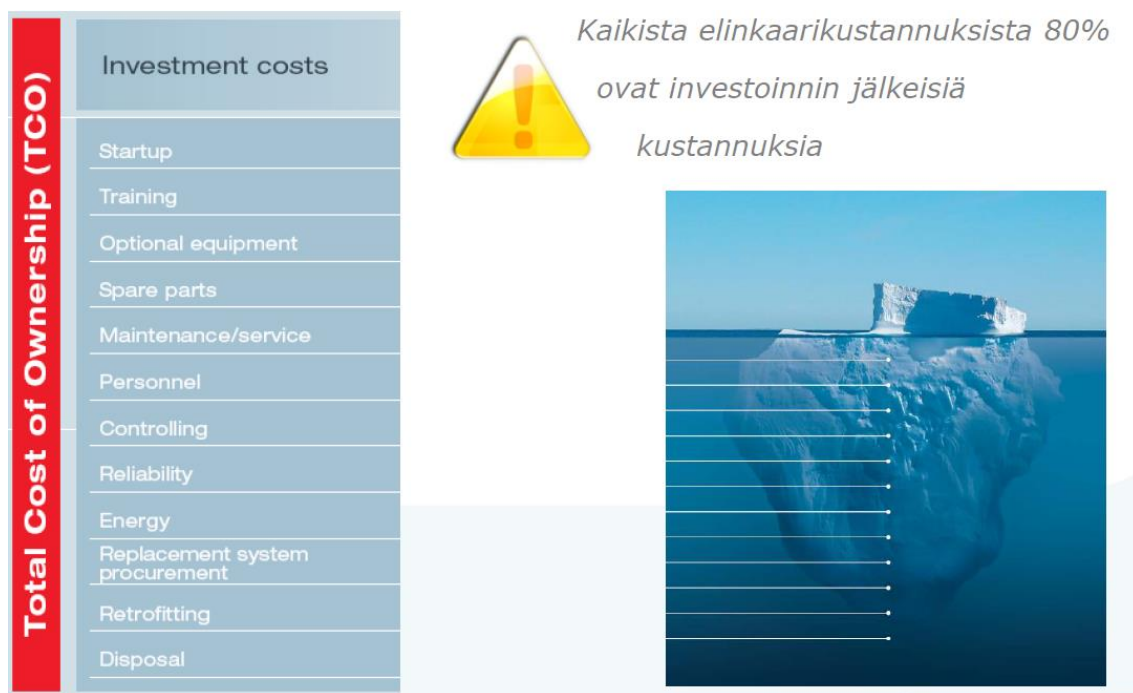 Total Cost of Ownership (TCO)
Investment costs
Startup
Training
Optional equipment
Spare parts
Maintenance/service
Personnel
Controlling
Reliability
Energy
Replacement system
procurement
Retrofitting
Disposal
Kaikista elinkaarikustannuksista 80%
ovat investoinnin jälkeisiä
kustannuksia